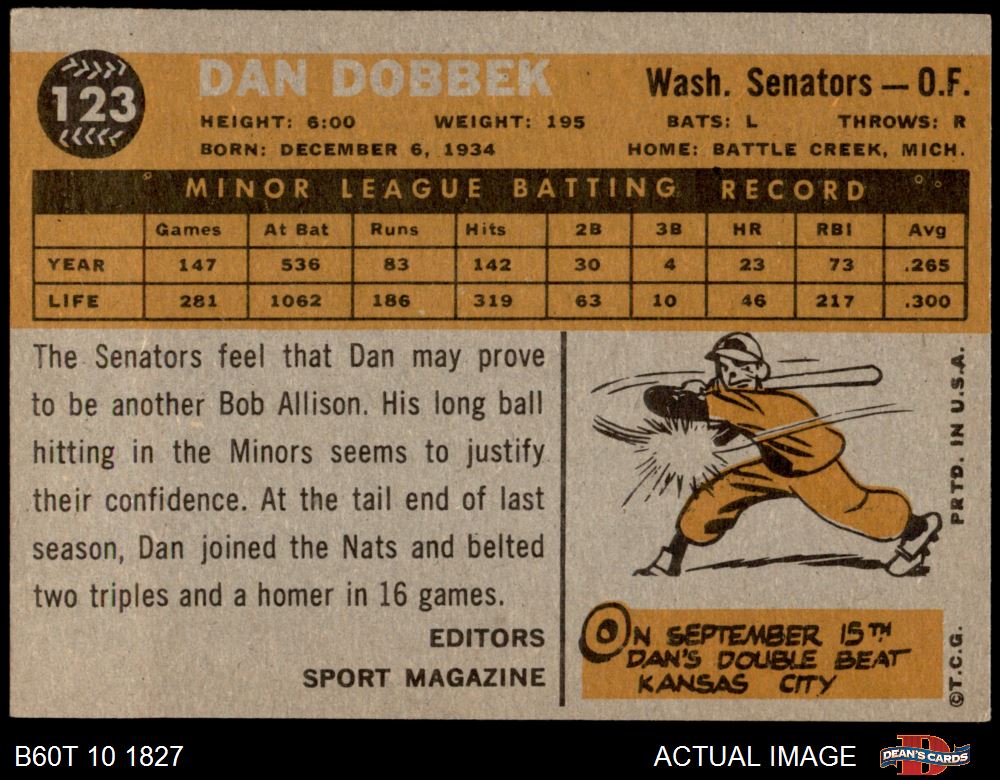 123
DAN DOBBEK
Wash. Senators — O.F.
HEIGHT: 6:00 WEIGHT: 195 BATS: L THROWS: R
BORN: DECEMBER 6, 1934 HOME: BATTLE CREEK, MICH.
MINOR LEAGUE BATTING RECORD
Games At Bat Runs Hits 2B 3B HR RBI Avg
YEAR 147 536 83 142 30 4 23 73 .265
LIFE 281 1062 186 319 63 10 46 217 .300
The Senators feel that Dan may prove
to be another Bob Allison. His long ball
hitting in the Minors seems to justify
their confidence. At the tail end of last
season, Dan joined the Nats and belted
two triples and a homer in 16 games.
EDITORS
SPORT MAGAZINE
ON SEPTEMBER 15TH
DAN'S DOUBLE BEAT
KANSAS CITY
©T.C.G. PRTD. IN U.S.A.
B60T 10 1827 ACTUAL IMAGE DEAN'S CARDS